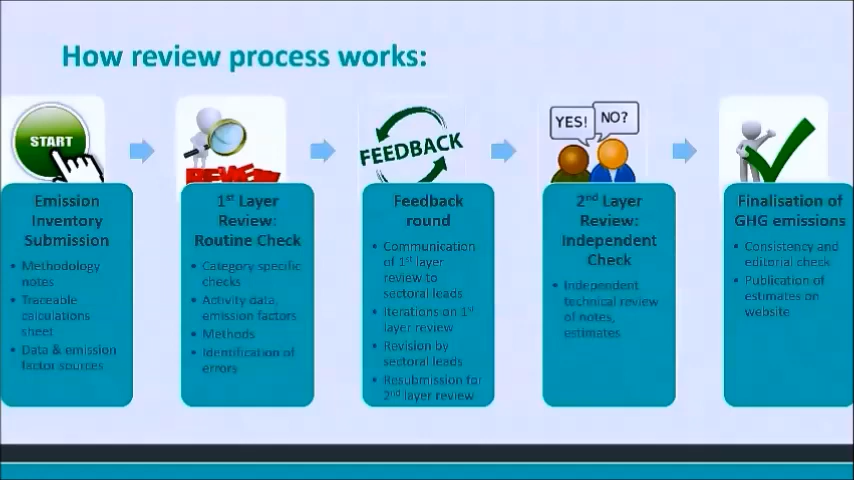 How review process works:
START
REVIEW
FEEDBACK
YES!
NO?
Emission
Inventory
Submission
• Methodology
notes
• Traceable
calculations
sheet
• Data & emission
factor sources
1st Layer
Review:
Routine Check
• Category specific
checks
• Activity data,
emission factors
• Methods
• Identification of
errors
Feedback
round
• Communication
of 1st layer
review to
sectoral leads
• Iterations on 1st
layer review
• Revision by
sectoral leads
• Resubmission for
2nd layer review
2nd Layer
Review:
Independent
Check
• Independent
technical review
of notes,
estimates
Finalisation of
GHG emissions
• Consistency and
editorial check
• Publication of
estimates on
website